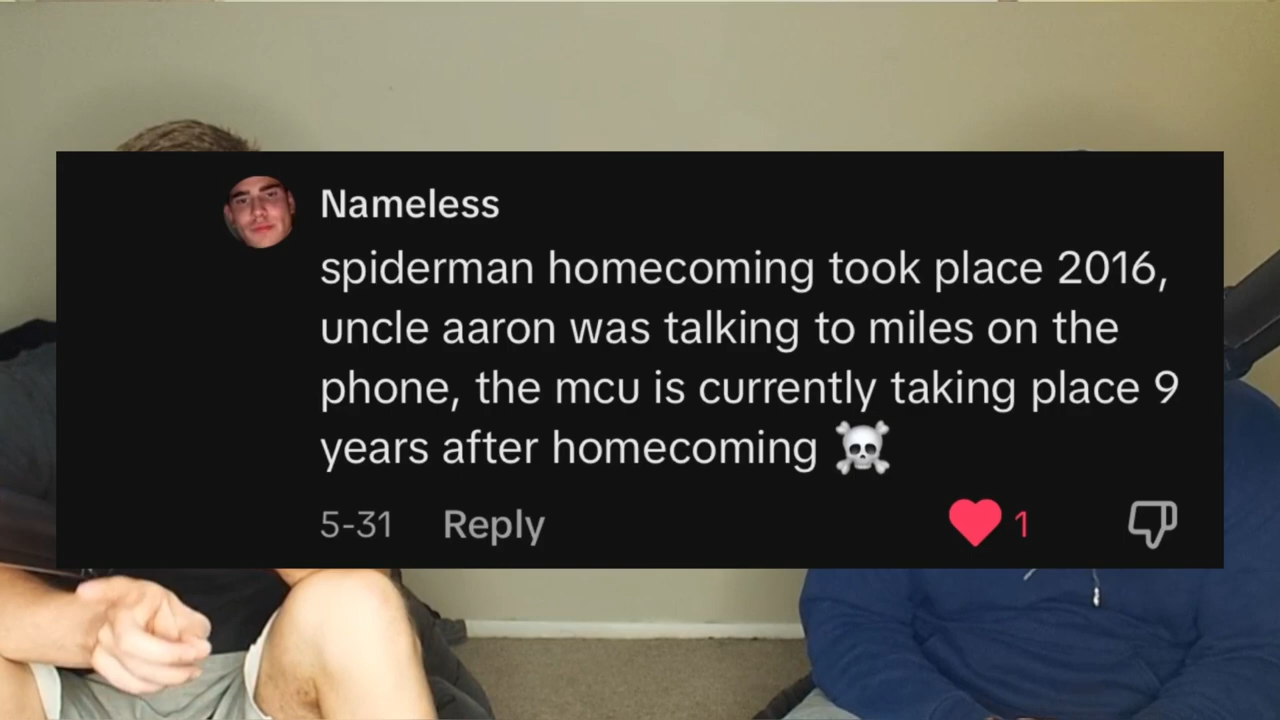 Nameless
spiderman homecoming took place 2016,
uncle aaron was talking to miles on the
phone, the mcu is currently taking place 9
years after homecoming ☠️
5-31 Reply 1